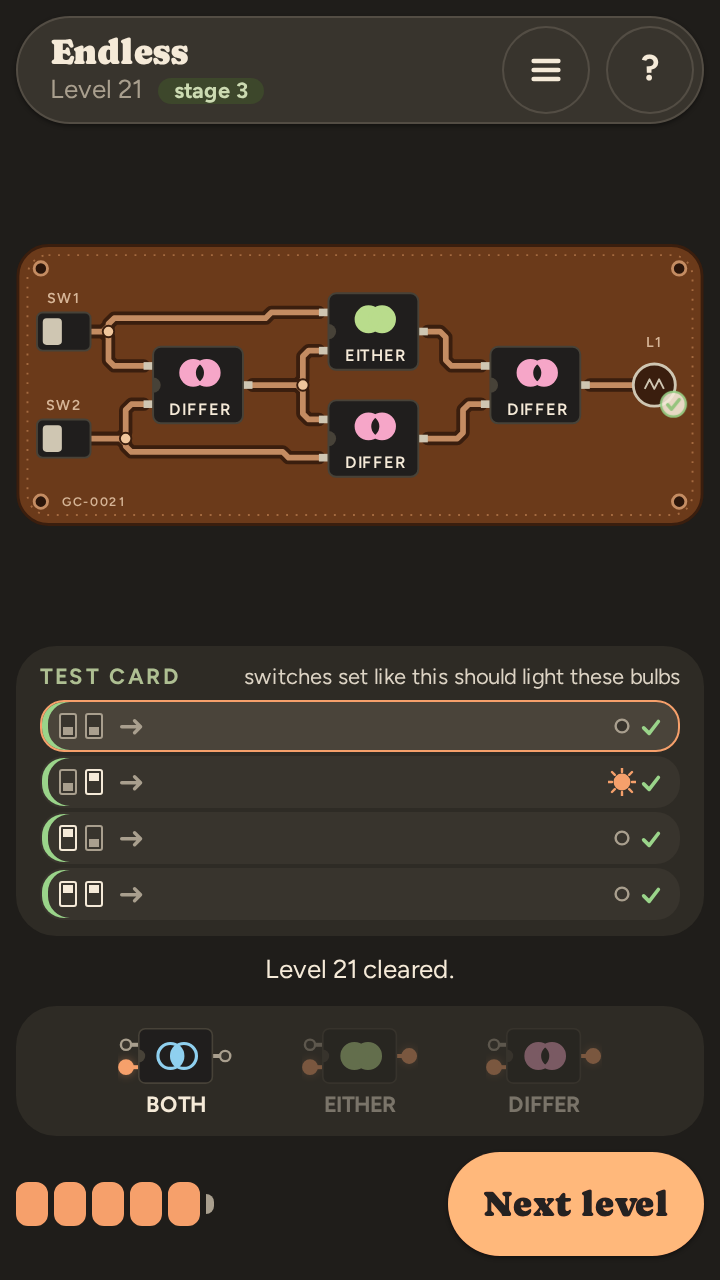 Endless
Level 21 stage 3
?
SW1
EITHER
L1
DIFFER
DIFFER
SW2
DIFFER
GC-0021
TEST CARD switches set like this should light these bulbs
Level 21 cleared.
BOTH EITHER DIFFER
Next level